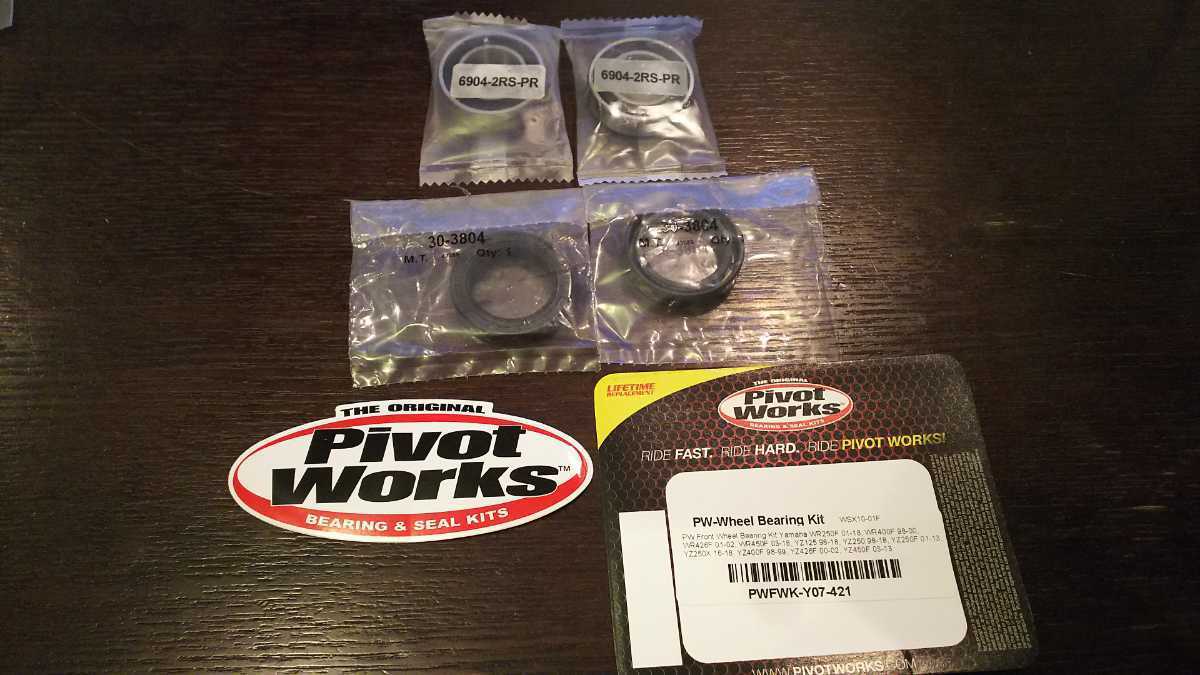 6904-2RS-PR
6904-2RS-PR
30-3804
M.T. Qty: 1
30-3804
M.T. Qty:
THE ORIGINAL
Pivot
Works™
BEARING & SEAL KITS
LIFETIME
REPLACEMENT
THE ORIGINAL
Pivot
Works
BEARING & SEAL KITS
RIDE FAST. RIDE HARD. RIDE PIVOT WORKS!
PW-Wheel Bearing Kit WSX10-01F
PW Front Wheel Bearing Kit Yamaha WR250F 01-18, WR400F 98-00,
WR426F 01-02, WR450F 03-18, YZ125 98-18, YZ250 98-18, YZ250F 01-13,
YZ250X 16-18, YZ400F 98-99, YZ426F 00-02, YZ450F 03-13
PWFWK-Y07-421
WWW.PIVOTWORKS.COM